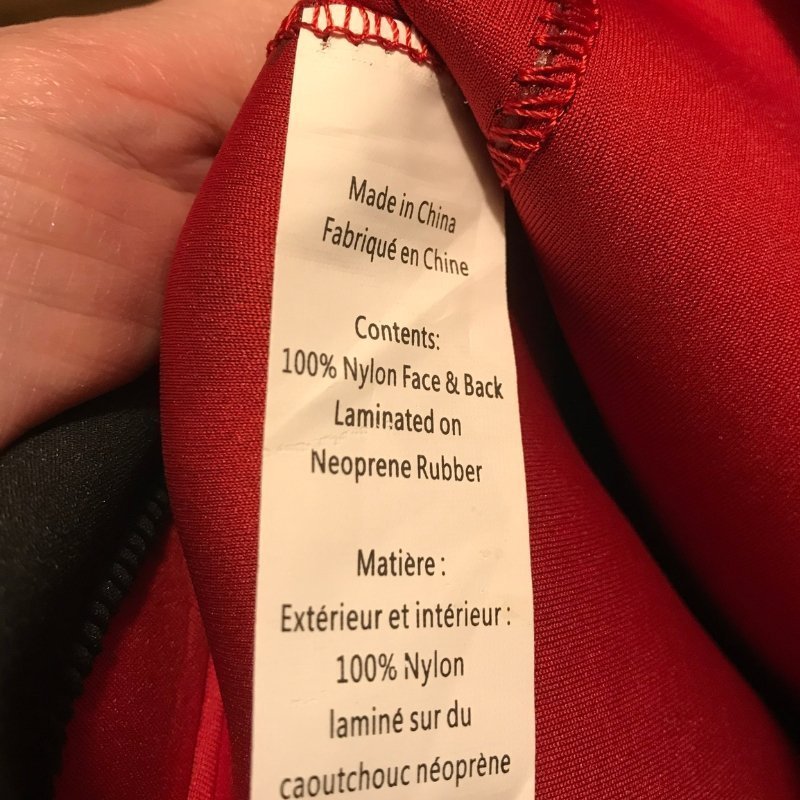 Made in China
Fabriqué en Chine
Contents:
100% Nylon Face & Back
Laminated on
Neoprene Rubber
Matière :
Extérieur et intérieur :
100% Nylon
laminé sur du
caoutchouc néoprène